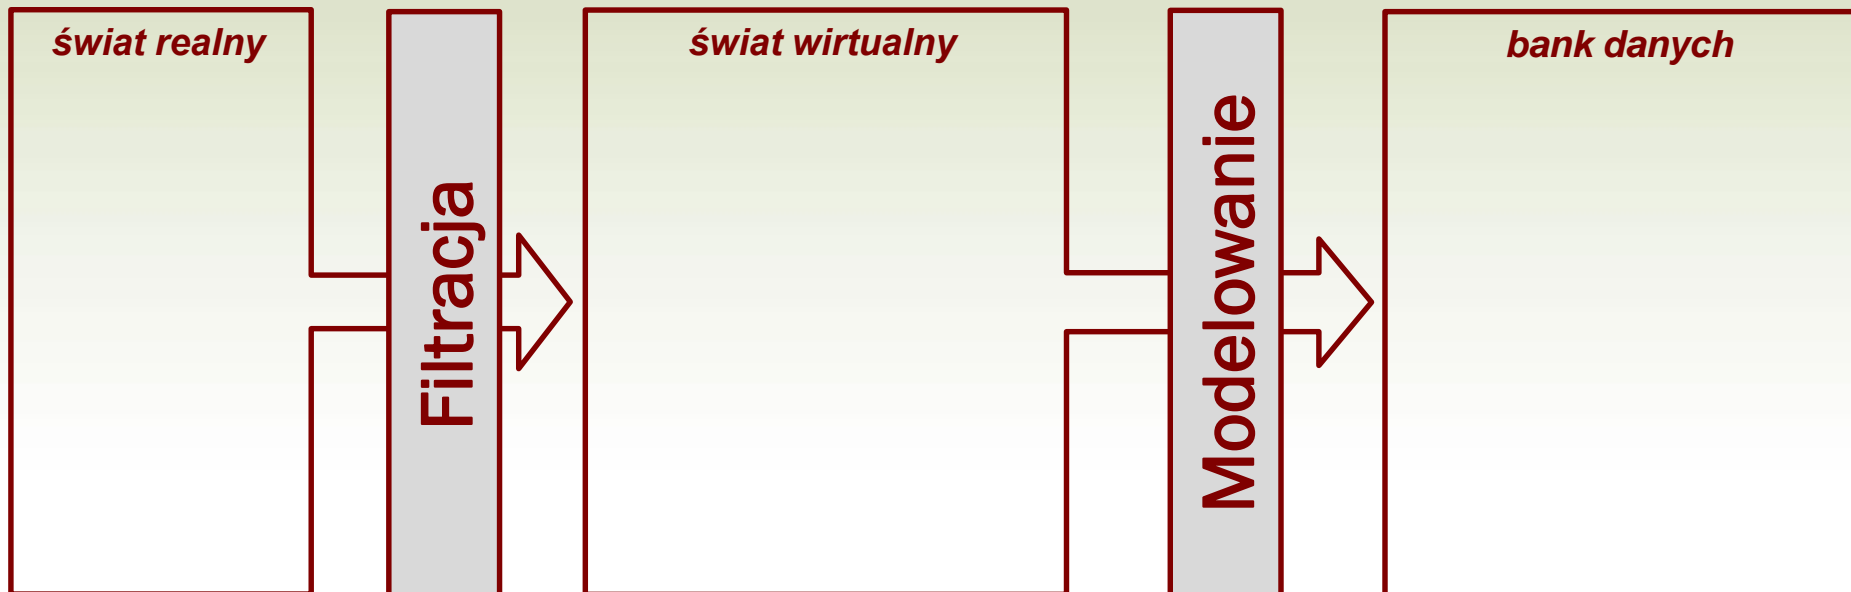 świat realny
Filtracja
świat wirtualny
Modelowanie
bank danych